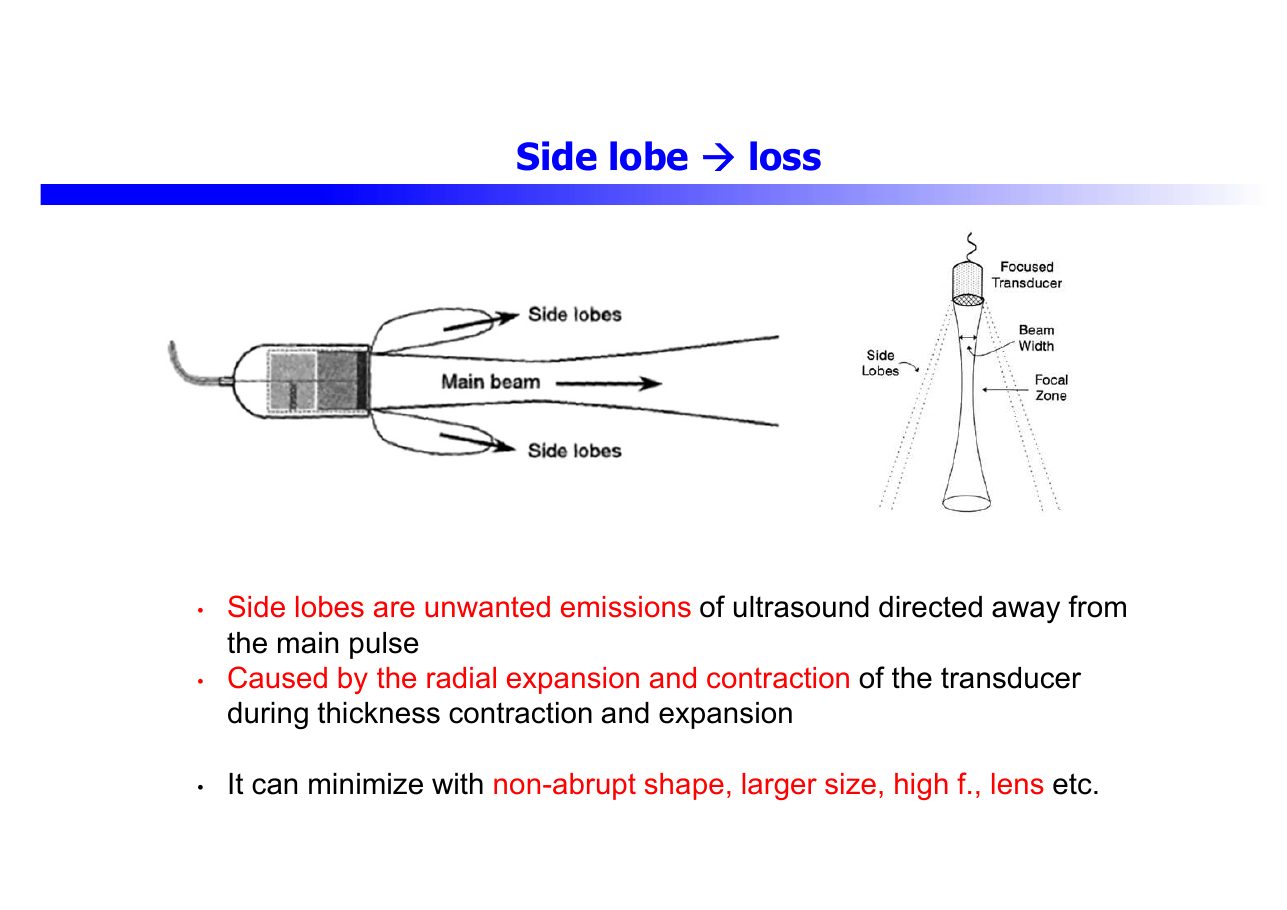 Side lobe → loss
Side lobes
Main beam
Side lobes
Focused
Transducer
Beam
Width
Side
Lobes
Focal
Zone
• Side lobes are unwanted emissions of ultrasound directed away from
the main pulse
• Caused by the radial expansion and contraction of the transducer
during thickness contraction and expansion
• It can minimize with non-abrupt shape, larger size, high f., lens etc.